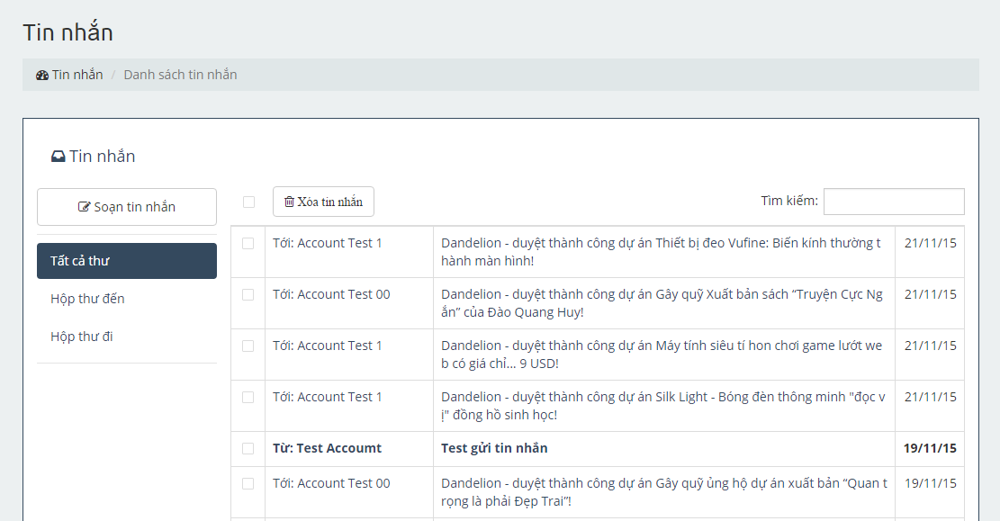 Tin nhắn
Tin nhắn / Danh sách tin nhắn
Tin nhắn
Soạn tin nhắn
Tất cả thư
Hộp thư đến
Hộp thư đi
Xóa tin nhắn
Tìm kiếm:
Tới: Account Test 1
Dandelion - duyệt thành công dự án Thiết bị đeo Vufine: Biến kính thường t
hành màn hình!
21/11/15
Tới: Account Test 00
Dandelion - duyệt thành công dự án Gây quỹ Xuất bản sách “Truyện Cực Ng
ắn” của Đào Quang Huy!
21/11/15
Tới: Account Test 1
Dandelion - duyệt thành công dự án Máy tính siêu tí hon chơi game lướt we
b có giá chỉ... 9 USD!
21/11/15
Tới: Account Test 1
Dandelion - duyệt thành công dự án Silk Light - Bóng đèn thông minh "đọc v
ị" đồng hồ sinh học!
21/11/15
Từ: Test Accoumt
Test gửi tin nhắn
19/11/15
Tới: Account Test 00
Dandelion - duyệt thành công dự án Gây quỹ ủng hộ dự án xuất bản “Quan t
rọng là phải Đẹp Trai”!
19/11/15